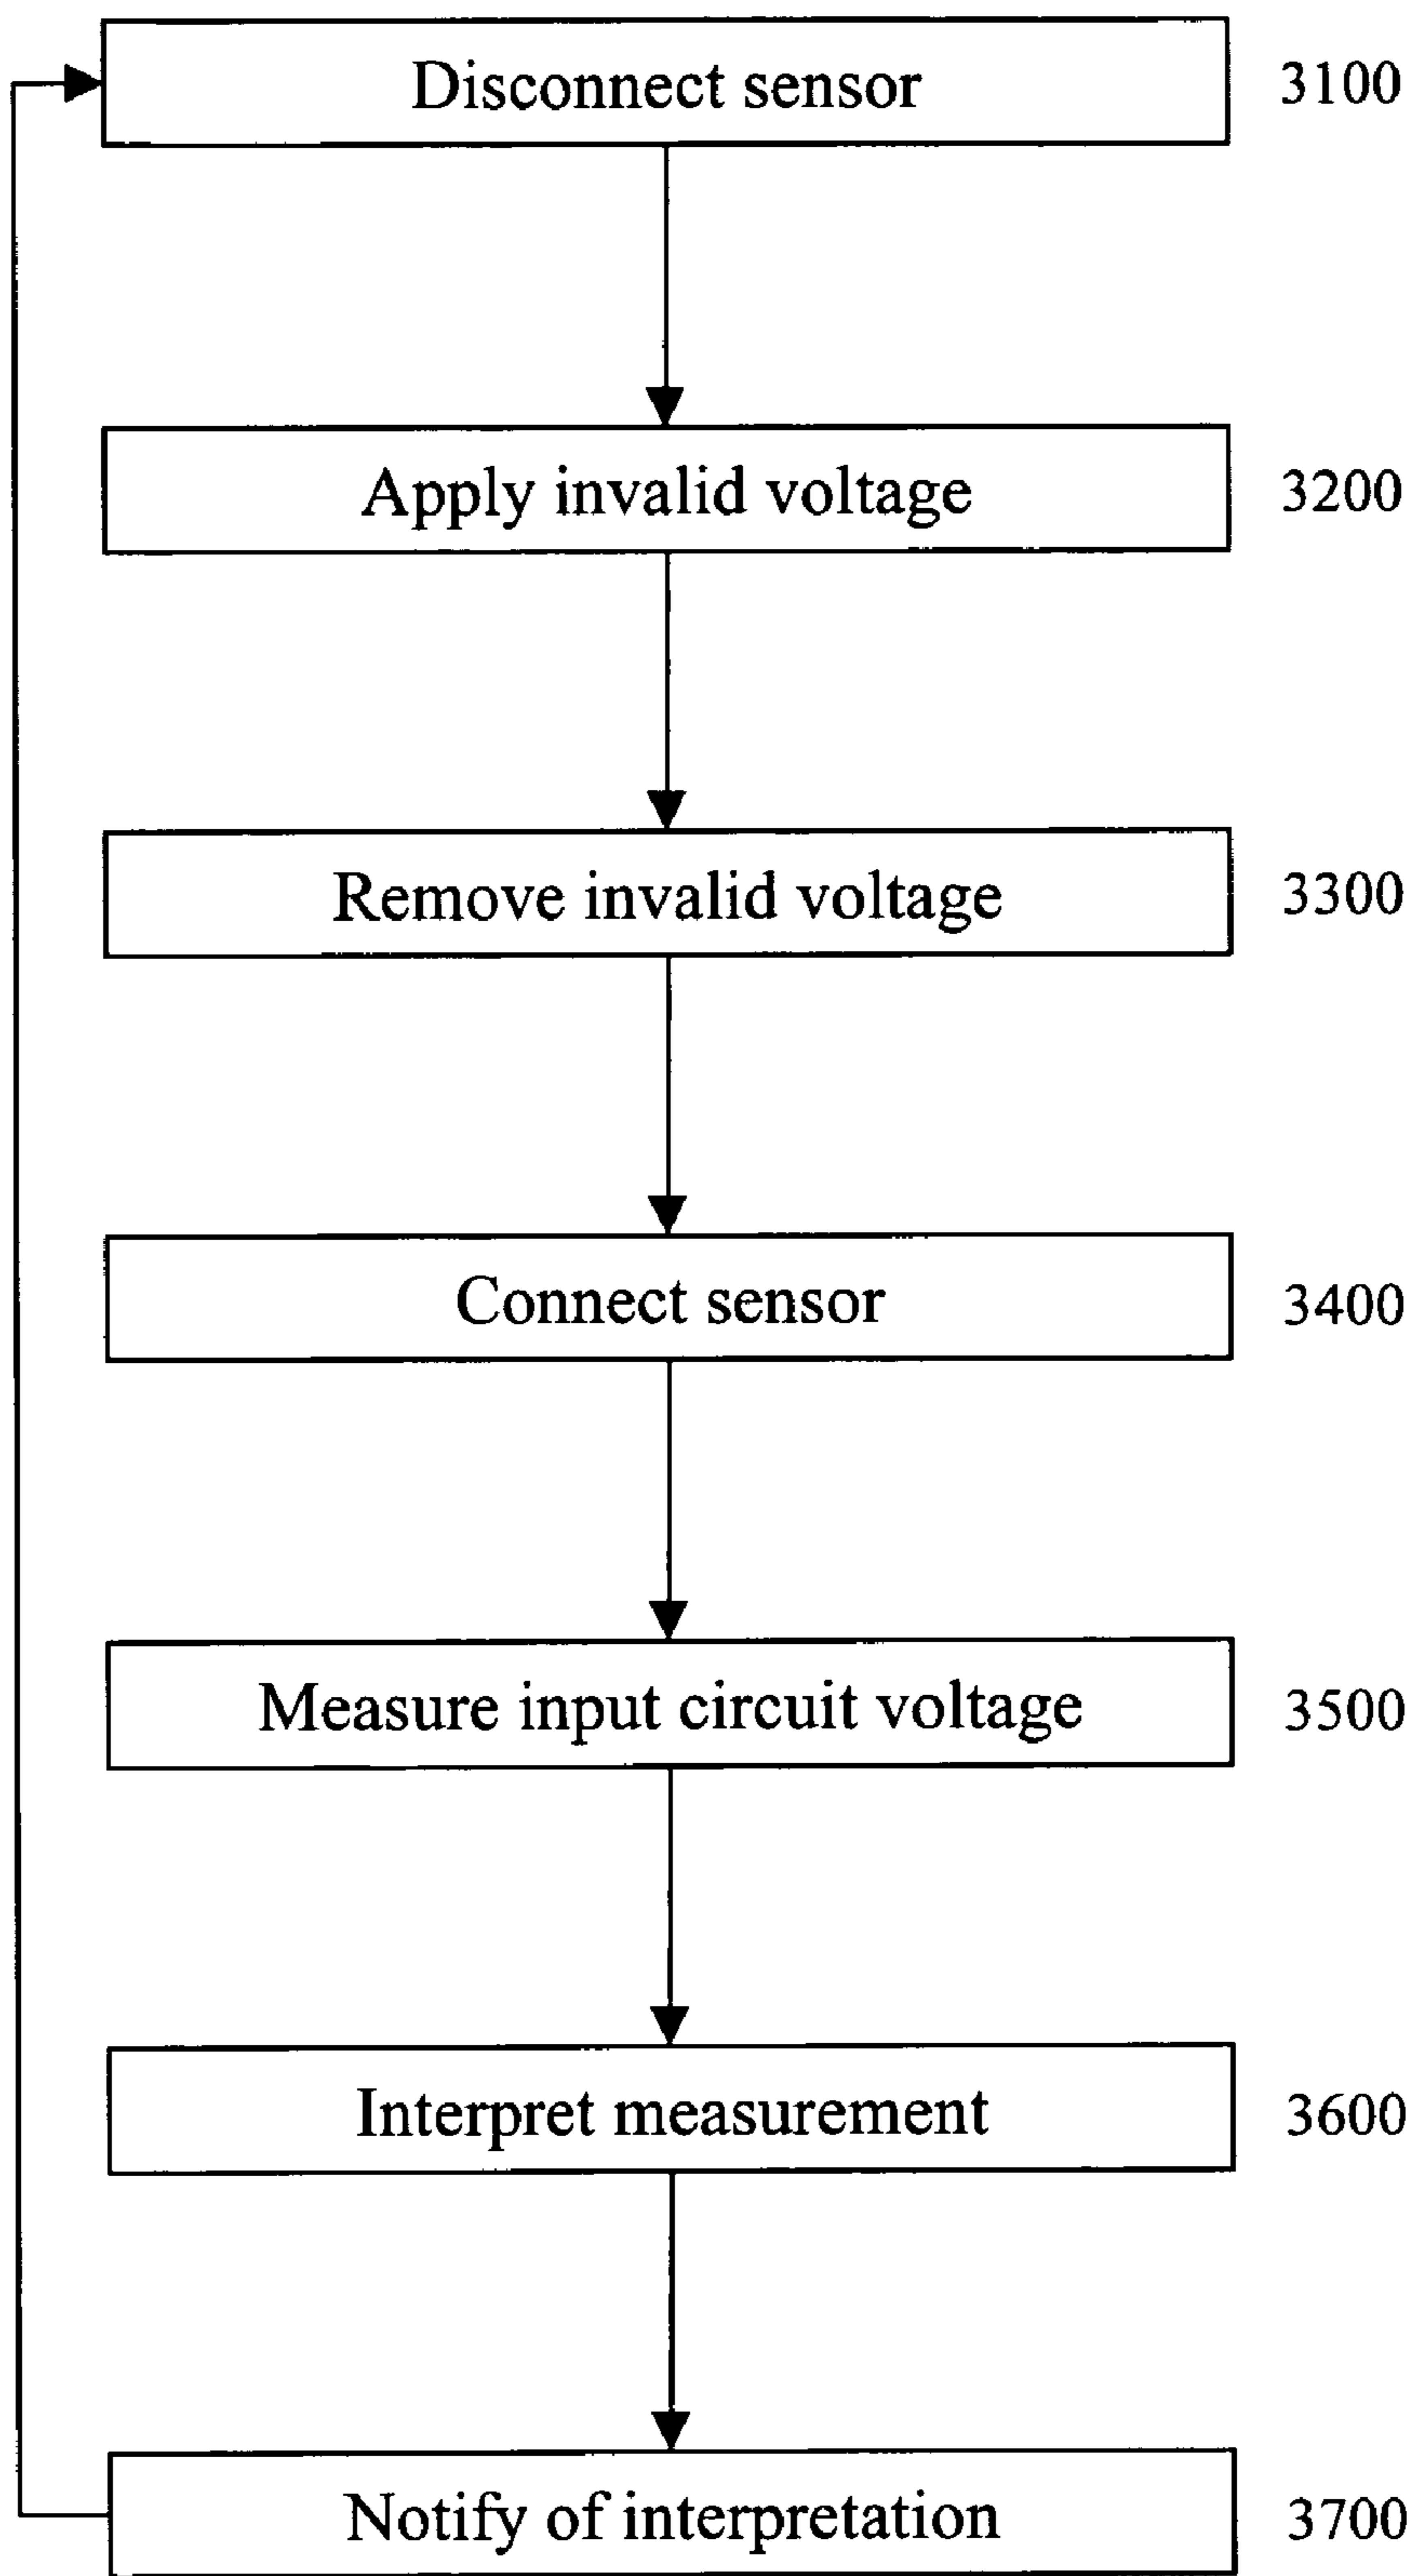 Disconnect sensor 3100
Apply invalid voltage 3200
Remove invalid voltage 3300
Connect sensor 3400
Measure input circuit voltage 3500
Interpret measurement 3600
Notify of interpretation 3700